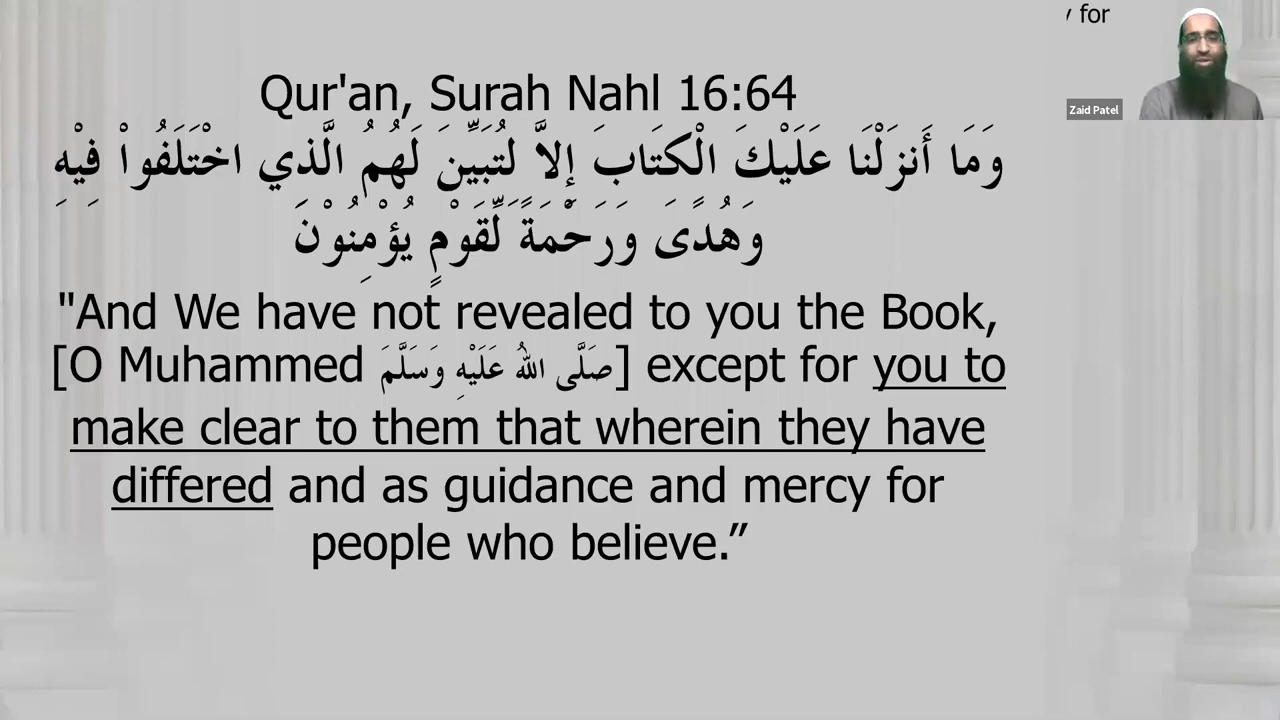 Qur'an, Surah Nahl 16:64
وَمَا أَنزَلْنَا عَلَيْكَ الْكِتَابَ إِلاَّ لِتُبَيِّنَ لَهُمُ الَّذِي اخْتَلَفُواْ فِيْهِ
وَهُدًى وَرَحْمَةً لِّقَوْمٍ يُؤْمِنُوْنَ
"And We have not revealed to you the Book,
[O Muhammed صَلَّى اللهُ عَلَيْهِ وَسَلَّمَ] except for you to
make clear to them that wherein they have
differed and as guidance and mercy for
people who believe.”
for
Zaid Patel